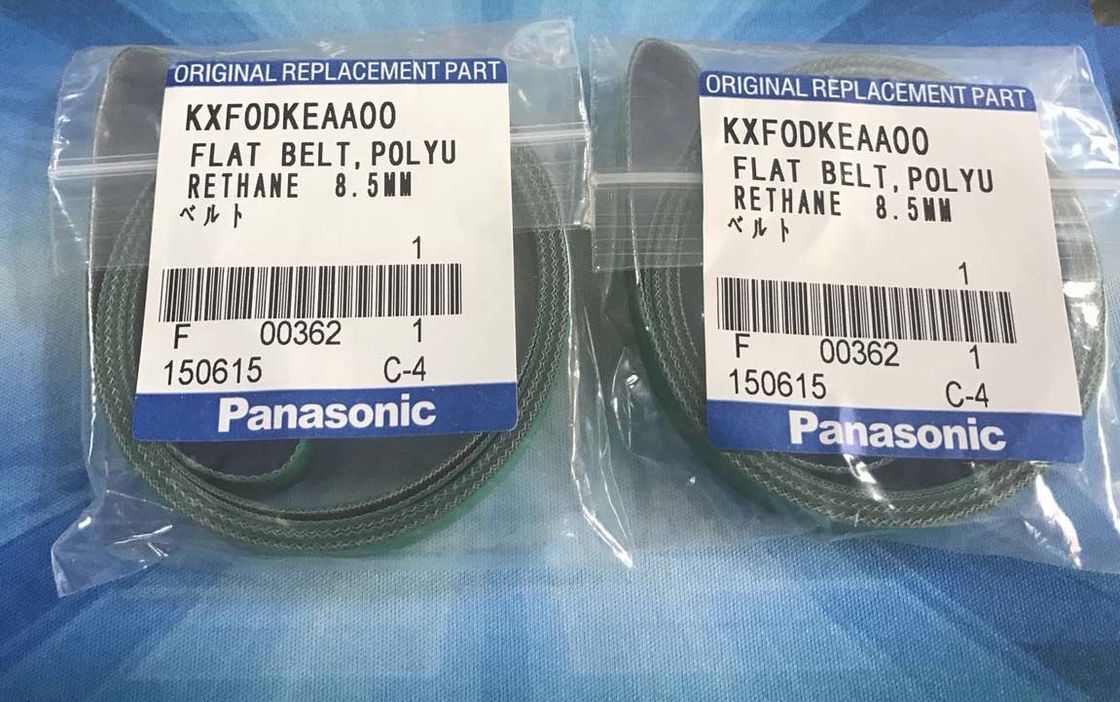 ORIGINAL REPLACEMENT PART
KXF0DKEAA00
FLAT BELT,POLYU
RETHANE 8.5MM
ベルト
1
F 00362 1
150615 C-4
Panasonic
ORIGINAL REPLACEMENT PART
KXF0DKEAA00
FLAT BELT,POLYU
RETHANE 8.5MM
ベルト
1
F 00362 1
150615 C-4
Panasonic